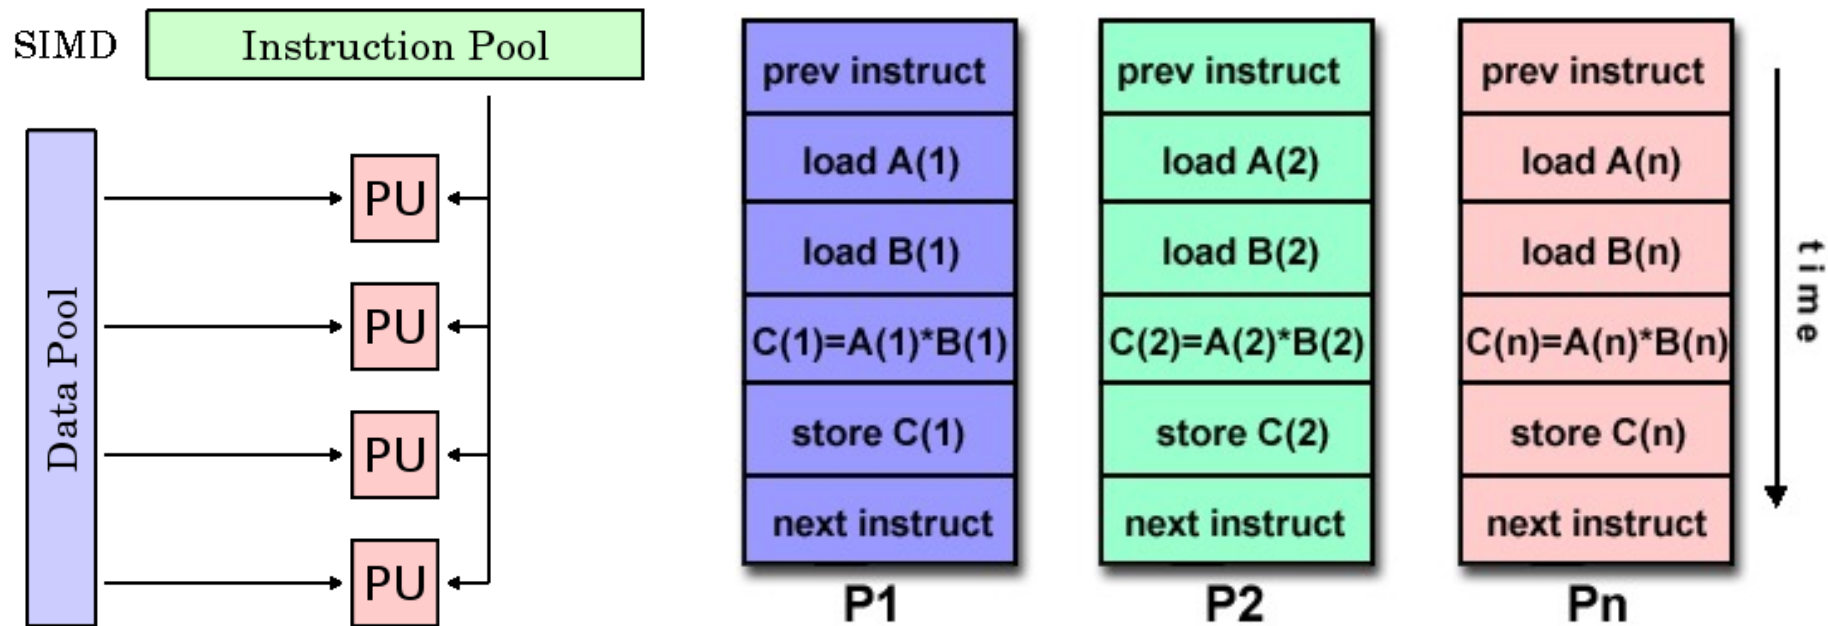 SIMD
Instruction Pool
Data Pool
PU
PU
PU
PU
prev instruct
load A(1)
load B(1)
C(1)=A(1)*B(1)
store C(1)
next instruct
P1
prev instruct
load A(2)
load B(2)
C(2)=A(2)*B(2)
store C(2)
next instruct
P2
prev instruct
load A(n)
load B(n)
C(n)=A(n)*B(n)
store C(n)
next instruct
Pn
time